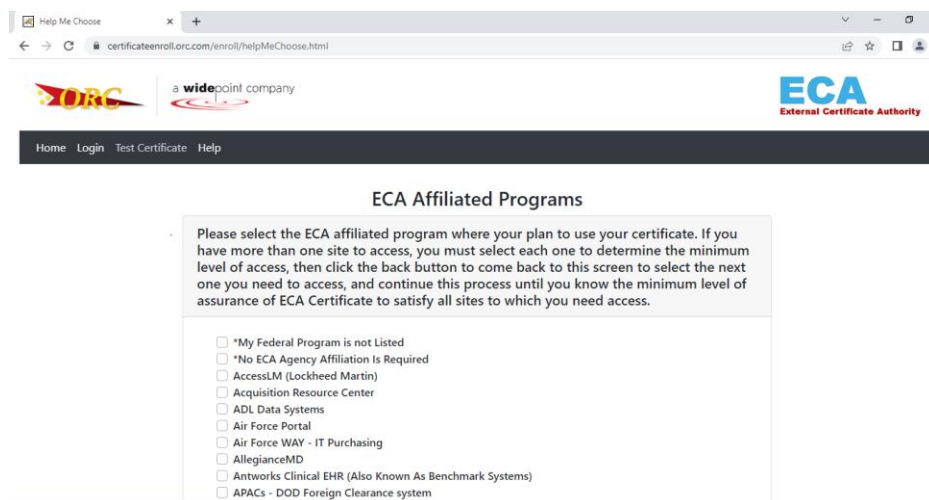 Help Me Choose
certificateenroll.orc.com/enroll/helpMeChoose.html
ORC
a widepoint company
ECA
External Certificate Authority
Home Login Test Certificate Help
ECA Affiliated Programs
Please select the ECA affiliated program where your plan to use your certificate. If you
have more than one site to access, you must select each one to determine the minimum
level of access, then click the back button to come back to this screen to select the next
one you need to access, and continue this process until you know the minimum level of
assurance of ECA Certificate to satisfy all sites to which you need access.
*My Federal Program is not Listed
*No ECA Agency Affiliation Is Required
AccessLM (Lockheed Martin)
Acquisition Resource Center
ADL Data Systems
Air Force Portal
Air Force WAY - IT Purchasing
AllegianceMD
Antworks Clinical EHR (Also Known As Benchmark Systems)
APACs - DOD Foreign Clearance system